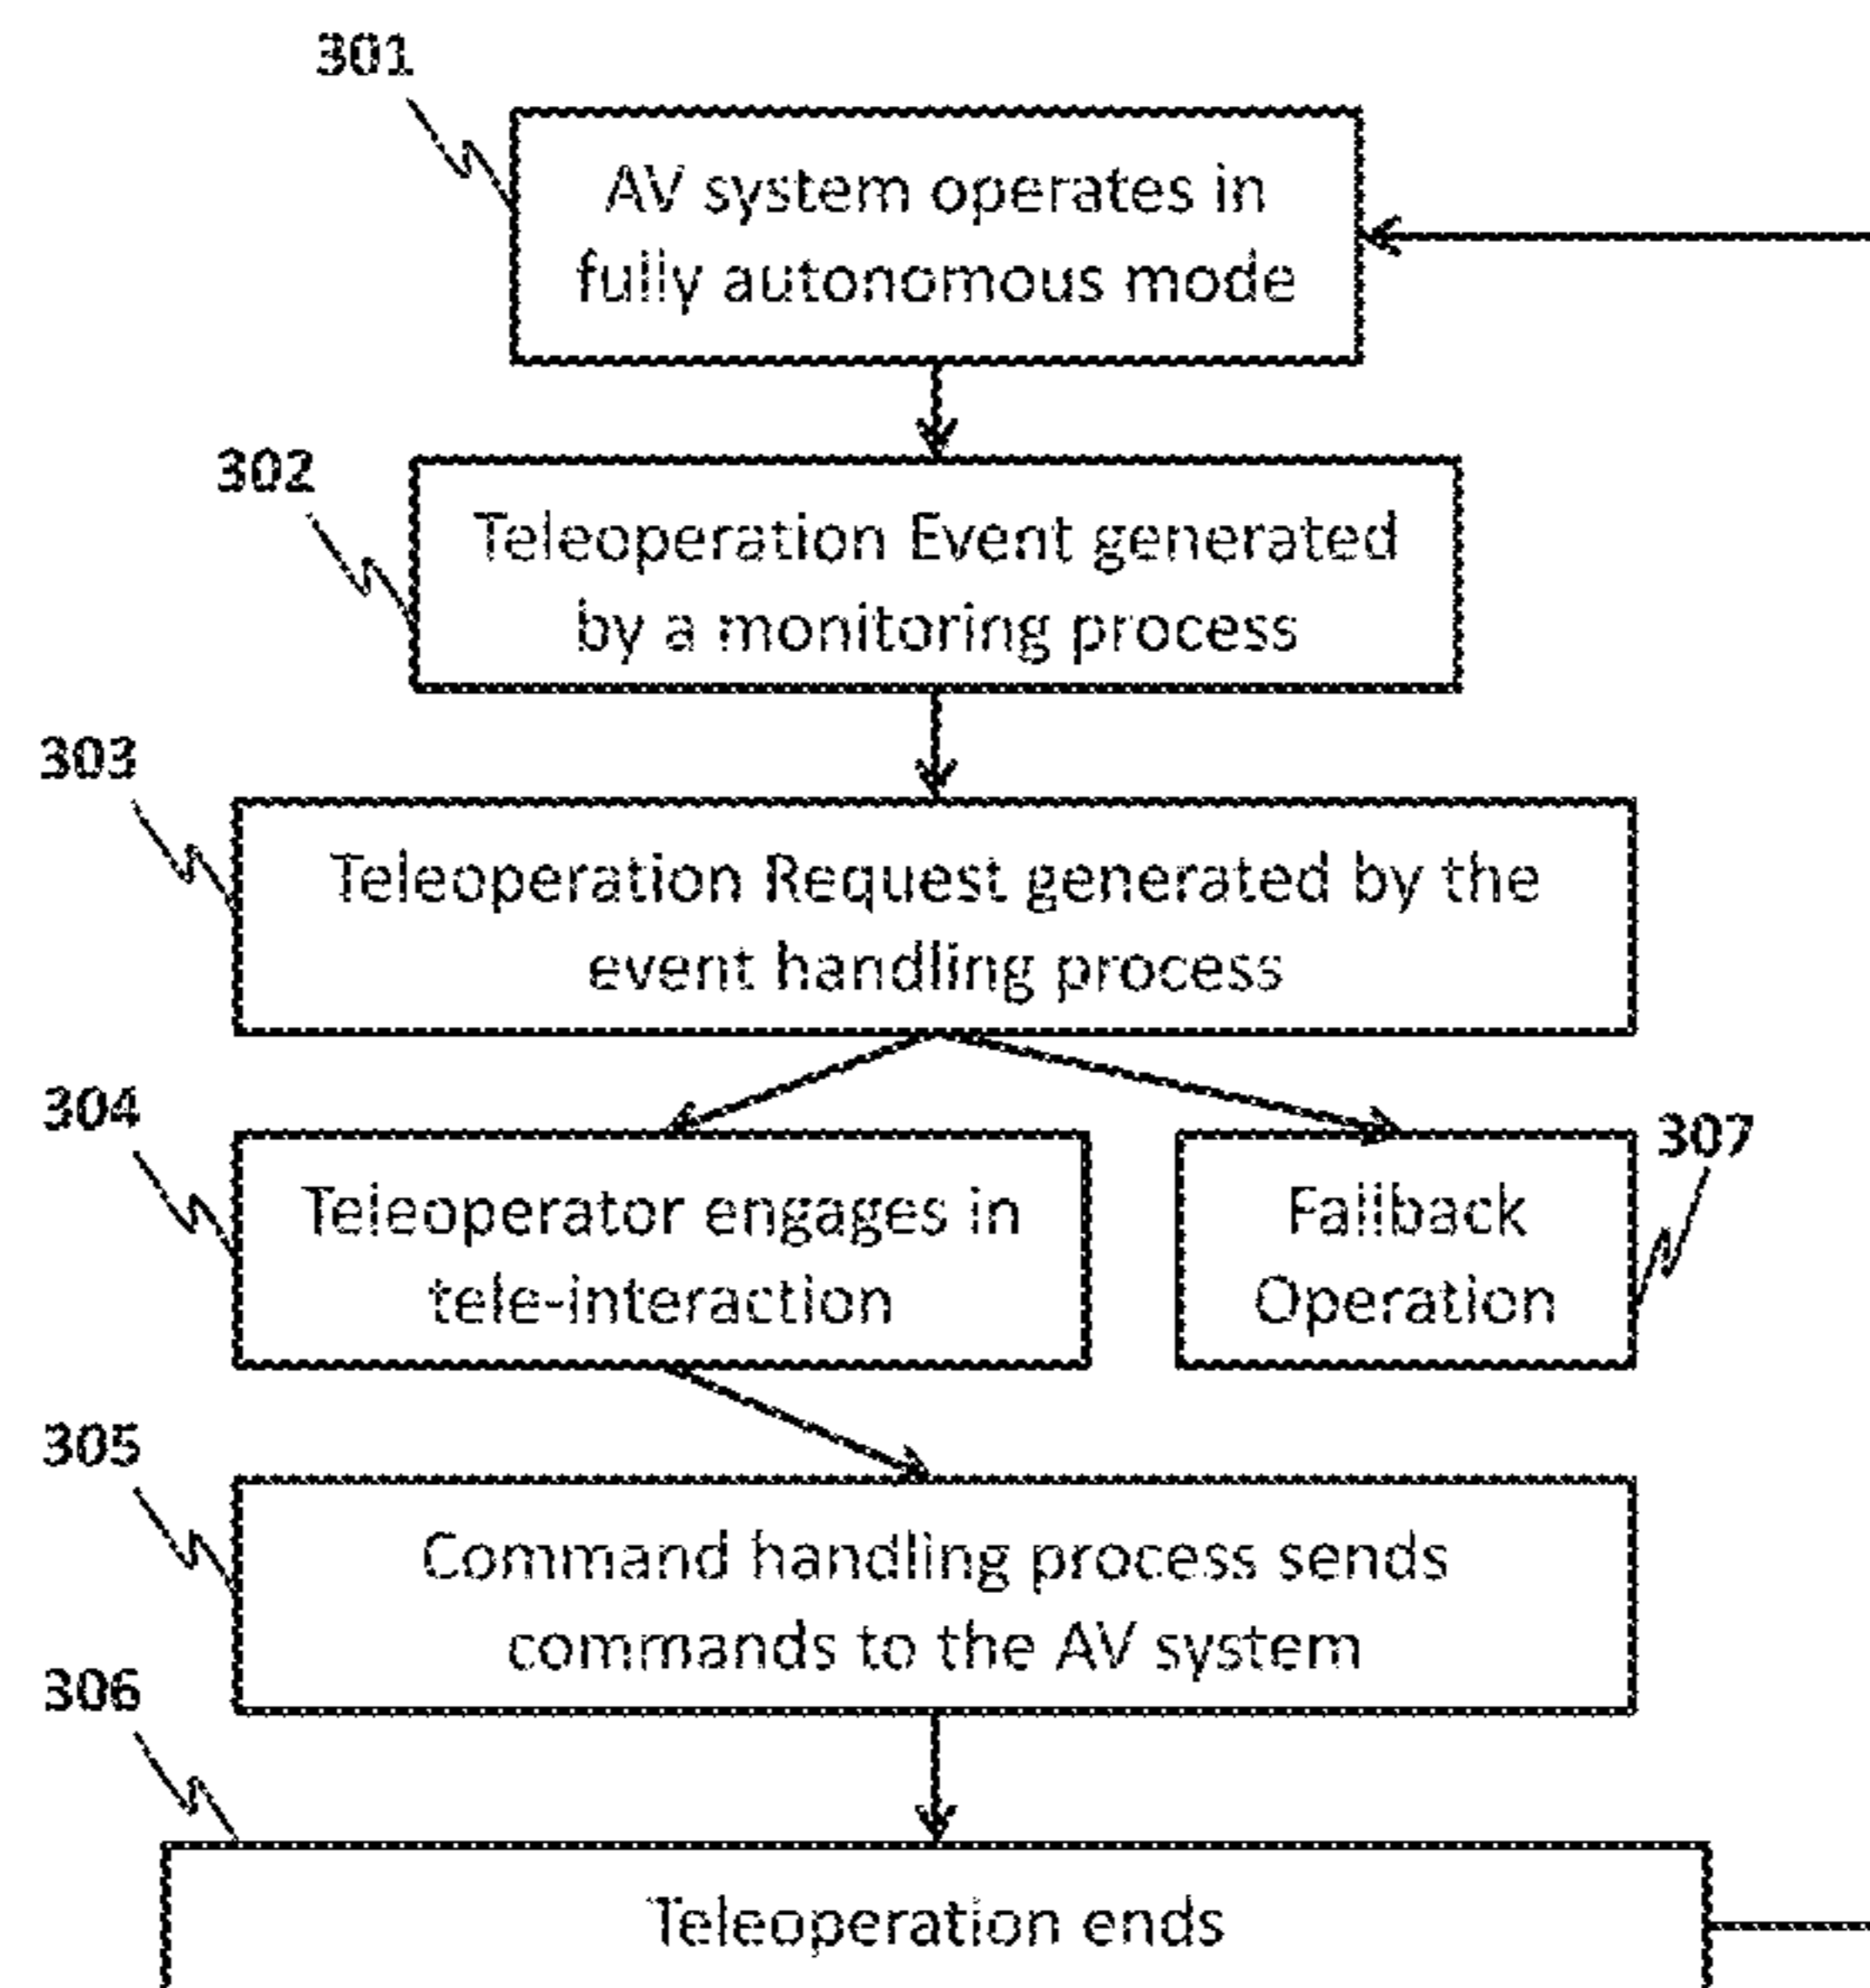 301
AV system operates in
fully autonomous mode
302
Teleoperation Event generated
by a monitoring process
303
Teleoperation Request generated by the
event handling process
304
Teleoperator engages in
tele-interaction
307
Fallback
Operation
305
Command handling process sends
commands to the AV system
306
Teleoperation ends